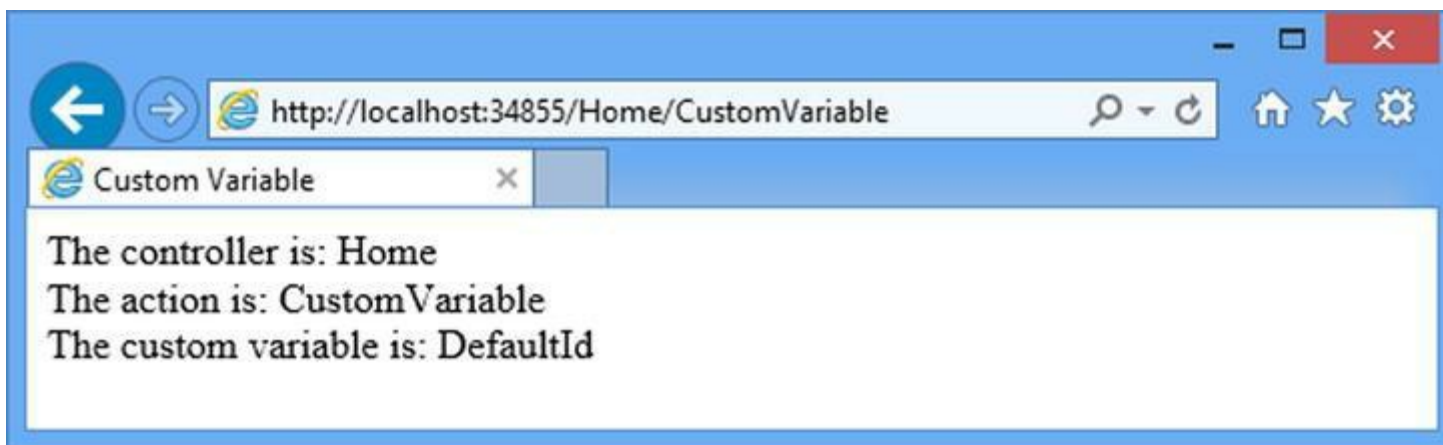 http://localhost:34855/Home/CustomVariable
Custom Variable
The controller is: Home
The action is: CustomVariable
The custom variable is: DefaultId